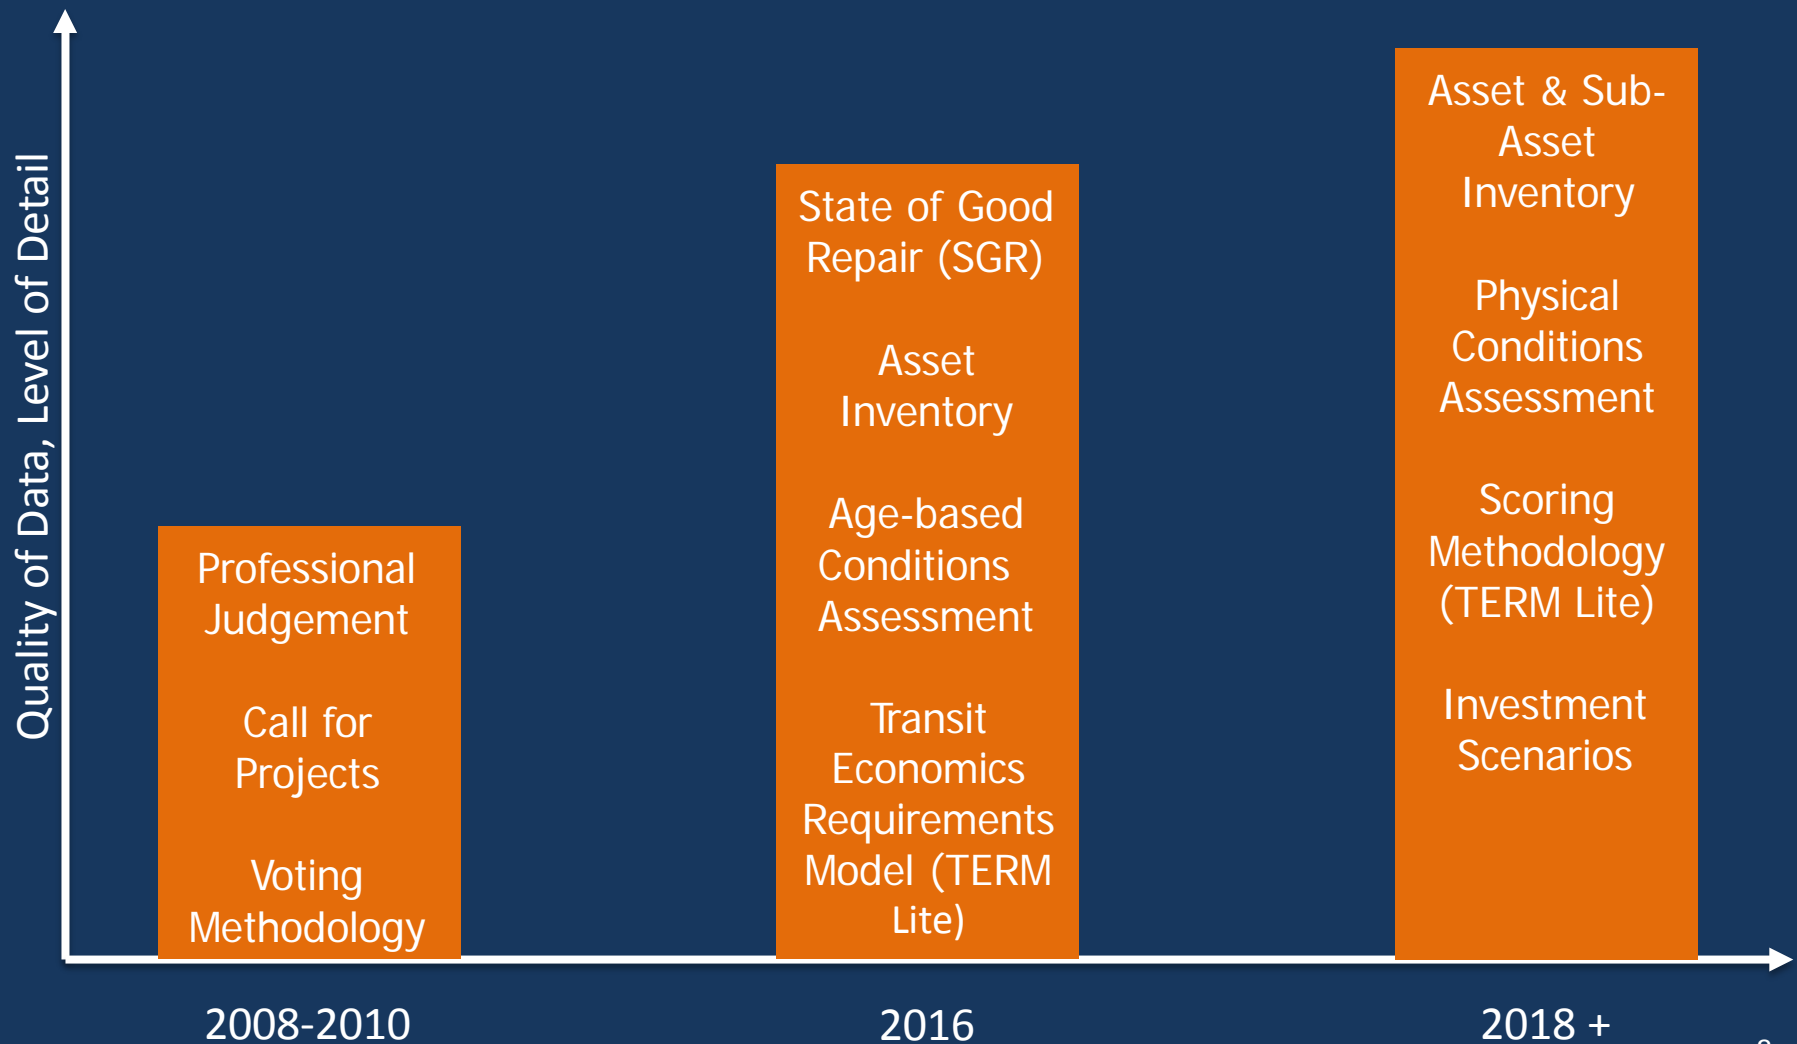 Quality of Data, Level of Detail
Professional
Judgement
Call for
Projects
Voting
Methodology
State of Good
Repair (SGR)
Asset
Inventory
Age-based
Conditions
Assessment
Transit
Economics
Requirements
Model (TERM
Lite)
Asset & Sub-
Asset
Inventory
Physical
Conditions
Assessment
Scoring
Methodology
(TERM Lite)
Investment
Scenarios
2008-2010
2016
2018 +